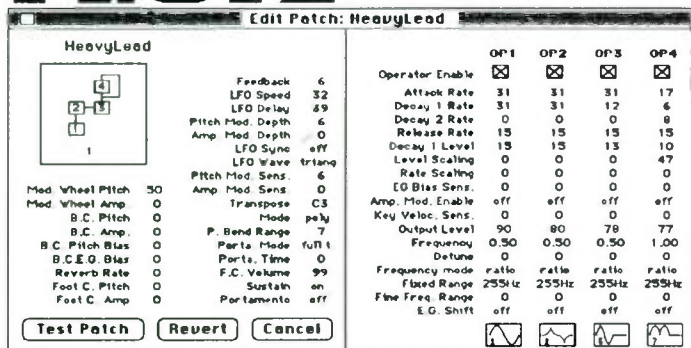 Edit Patch: HeavyLead
HeavyLead
4
2 3
1
1
Mod. Wheel Pitch 50
Mod. Wheel Amp. 0
B.C. Pitch 0
B.C. Amp. 0
B.C. Pitch Bias 0
B.C.E.G. Bias 0
Reverb Rate 0
Foot C. Pitch 0
Foot C. Amp 0
Feedback 6
LFO Speed 32
LFO Delay 39
Pitch Mod. Depth 6
Amp. Mod. Depth 0
LFO Sync off
LFO Wave triang
Pitch Mod. Sens. 6
Amp. Mod. Sens. 0
Transpose C3
Mode poly
P. Bend Range 7
Porta. Mode full t
Porta. Time 0
F.C. Volume 99
Sustain on
Portamento off
Test Patch Revert Cancel
OP1 OP2 OP3 OP4
Operator Enable
Attack Rate 31 31 31 17
Decay 1 Rate 31 31 12 6
Decay 2 Rate 0 0 0 8
Release Rate 15 15 15 15
Decay 1 Level 15 15 13 10
Level Scaling 0 0 0 47
Rate Scaling 0 0 0 0
EG Bias Sens. 0 0 0 0
Amp. Mod. Enable off off off off
Key Veloc. Sens. 0 0 0 0
Output Level 90 80 78 77
Frequency 0.50 0.50 0.50 1.00
Detune 0 0 0 0
Frequency mode ratio ratio ratio ratio
Fixed Range 255Hz 255Hz 255Hz 255Hz
Fine Freq. Range 0 0 0 0
E.G. Shift off off off off